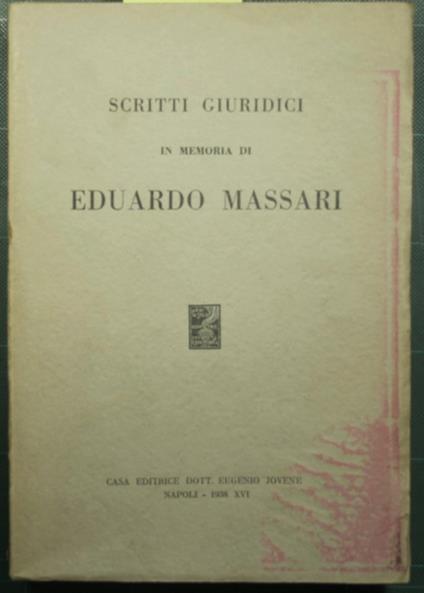 SCRITTI GIURIDICI
IN MEMORIA DI
EDUARDO MASSARI
CASA EDITRICE DOTT. EUGENIO JOVENE
NAPOLI - 1938 XVI